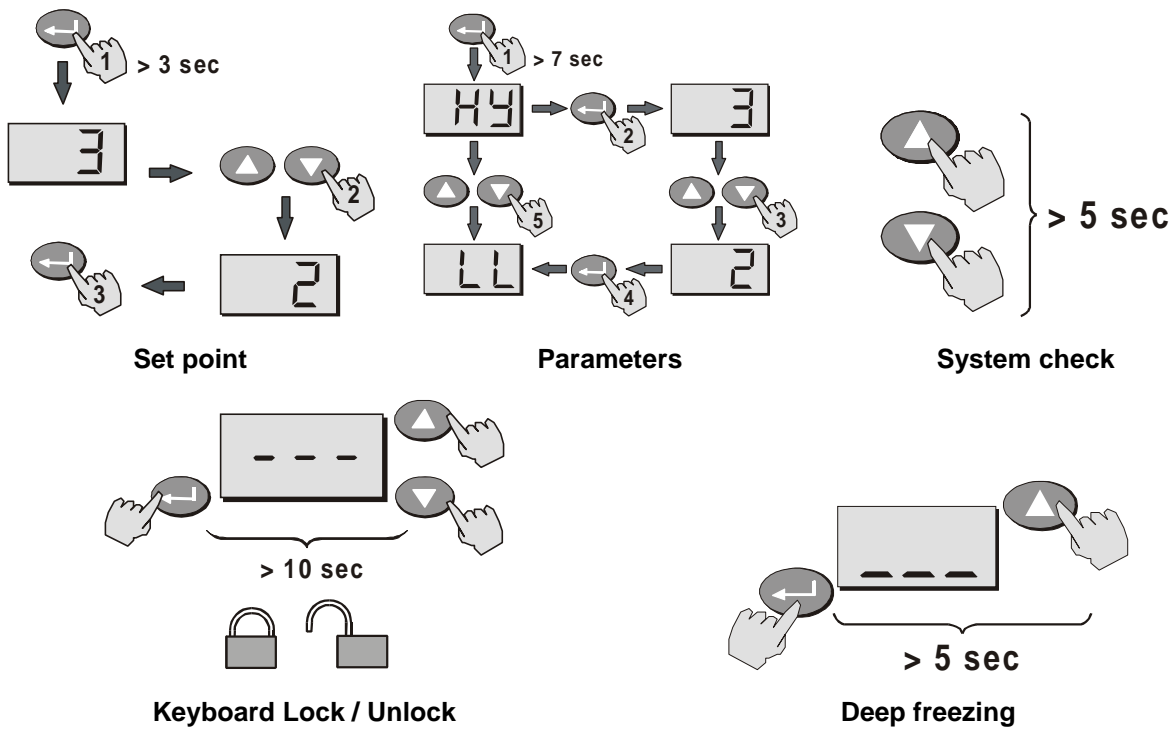 1 > 3 sec
3
2
3
2
Set point
1 > 7 sec
HY
2
3
5
3
LL
4
2
Parameters
> 5 sec
System check
- - -
> 10 sec
Keyboard Lock / Unlock
_ _ _
> 5 sec
Deep freezing